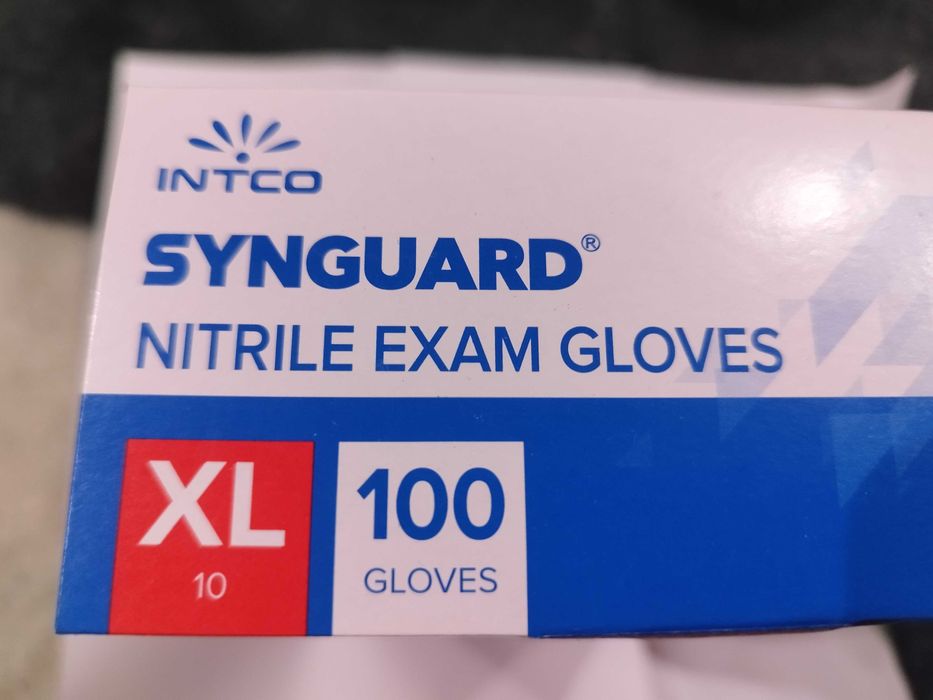 INTCO
SYNGUARD®
NITRILE EXAM GLOVES
XL
10
100
GLOVES